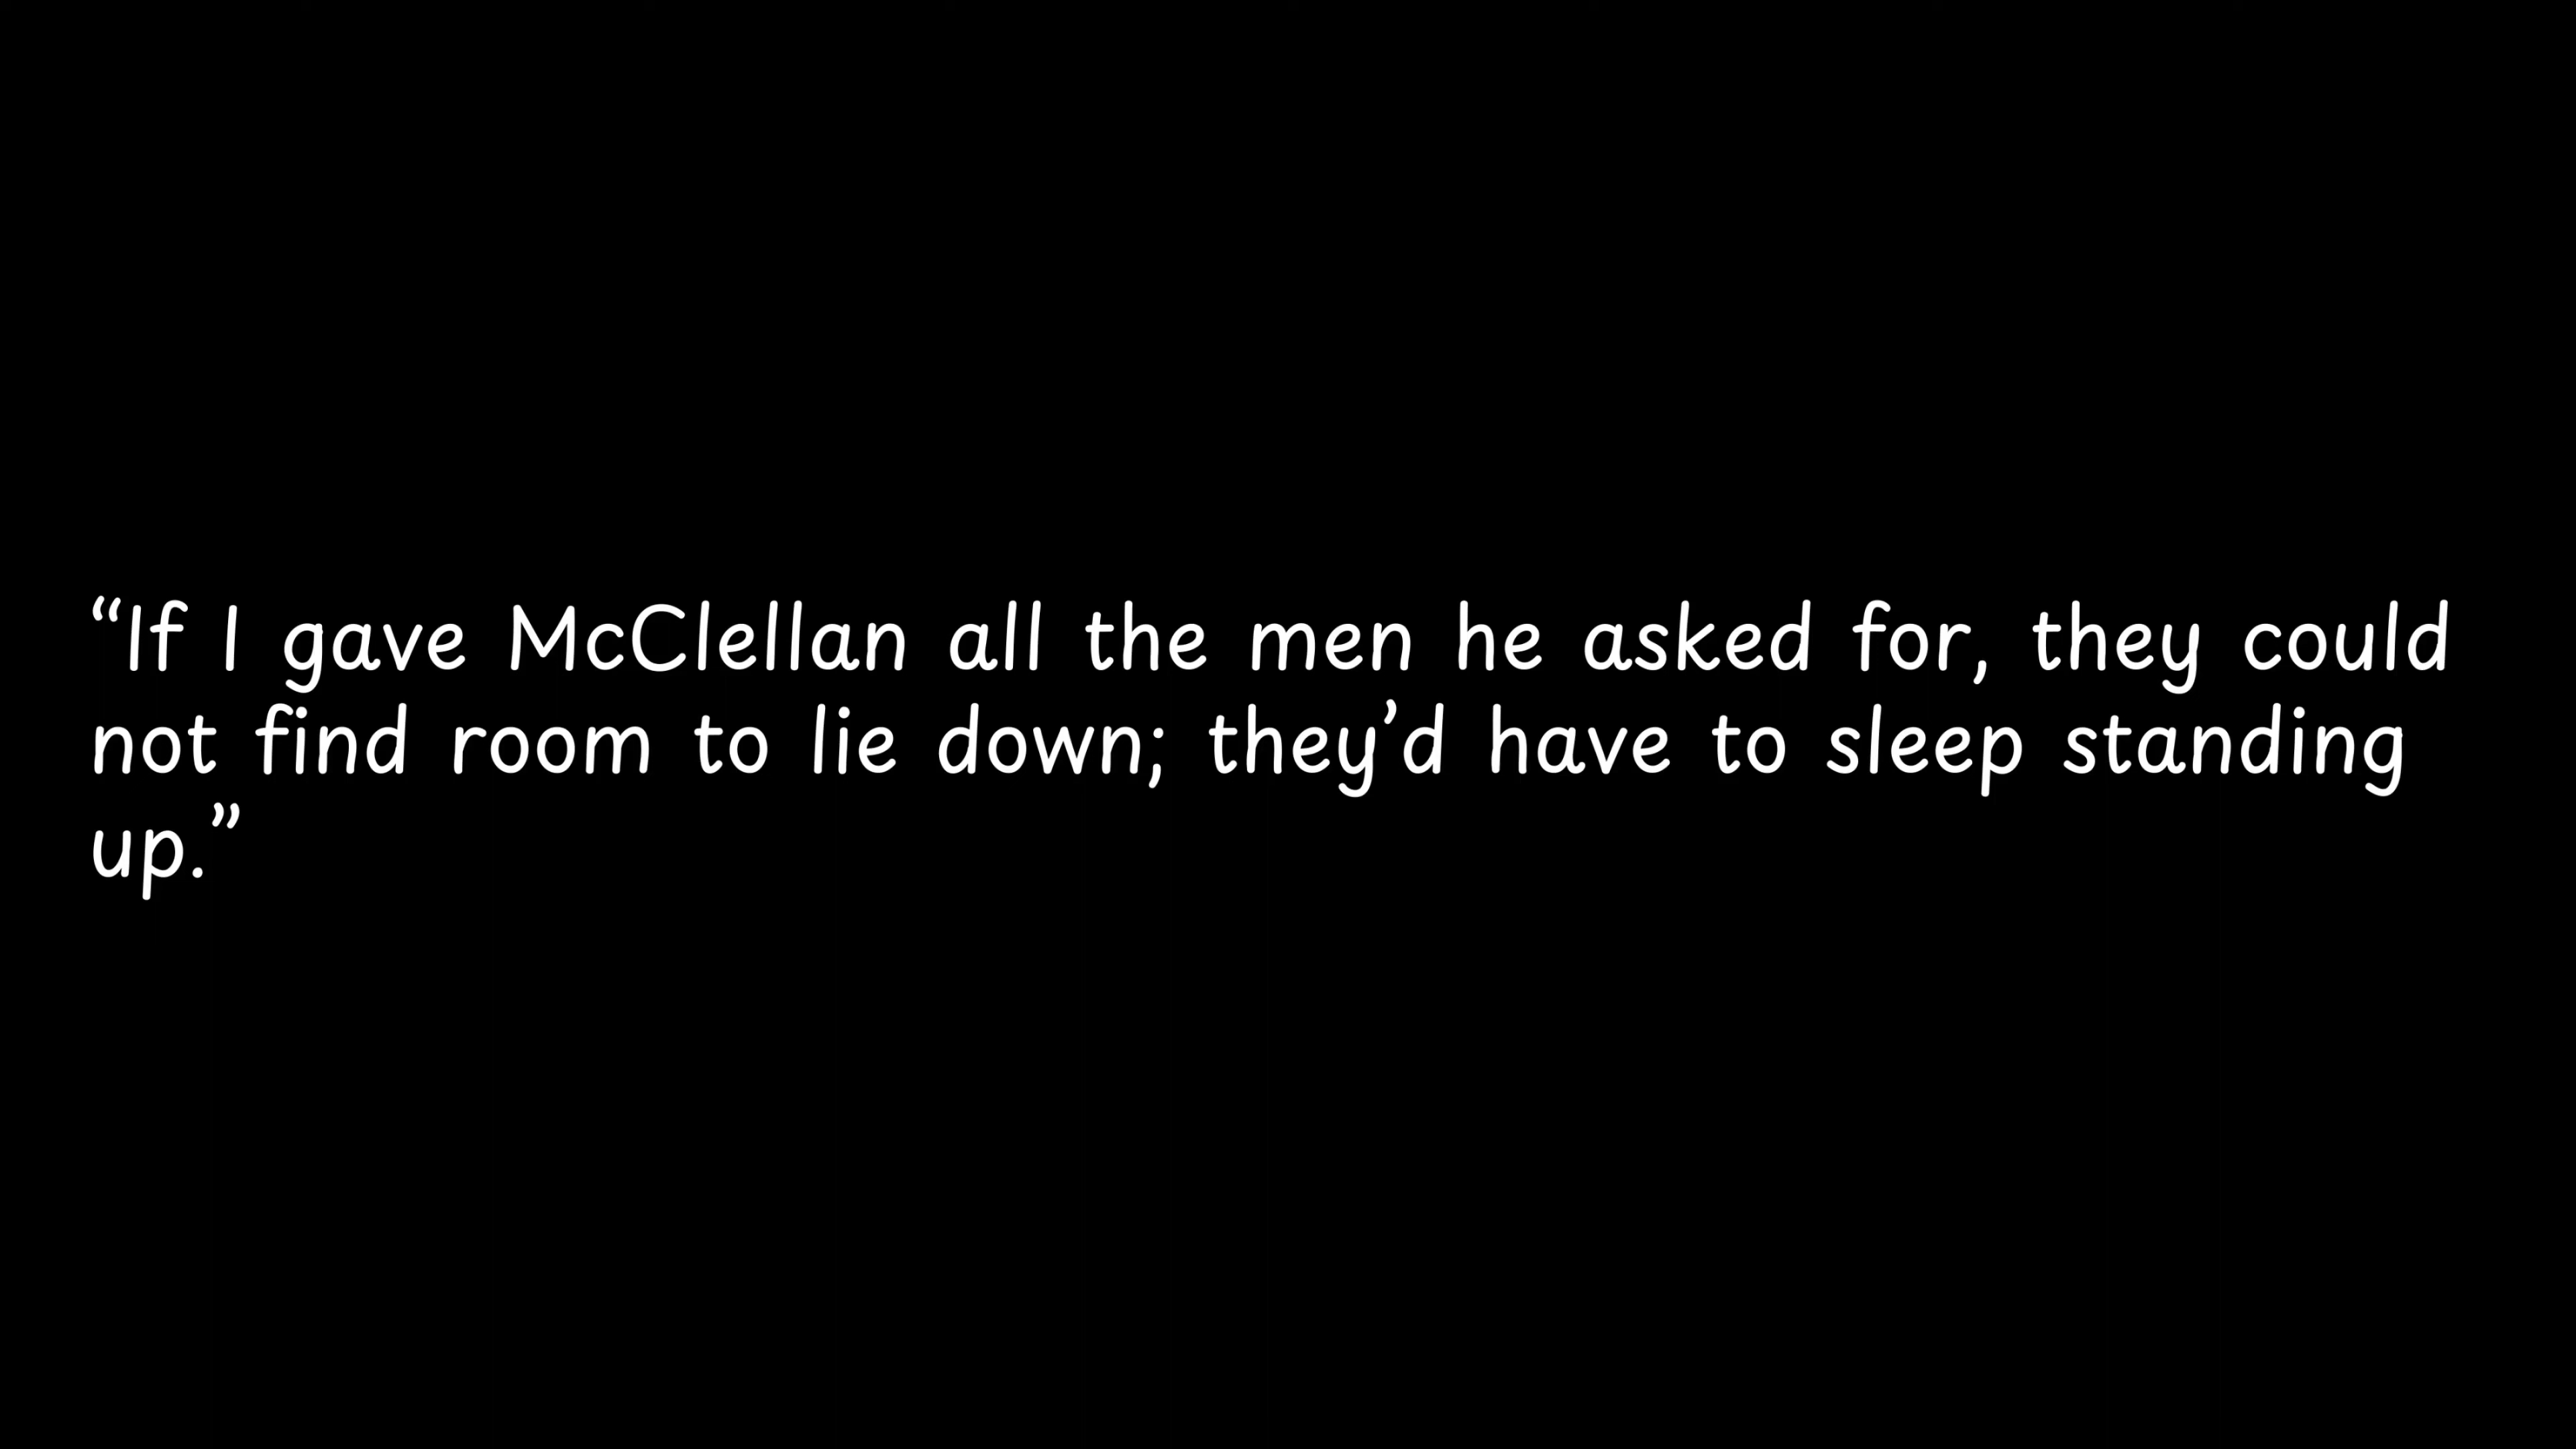 “If I gave McClellan all the men he asked for, they could
not find room to lie down; they’d have to sleep standing
up.”